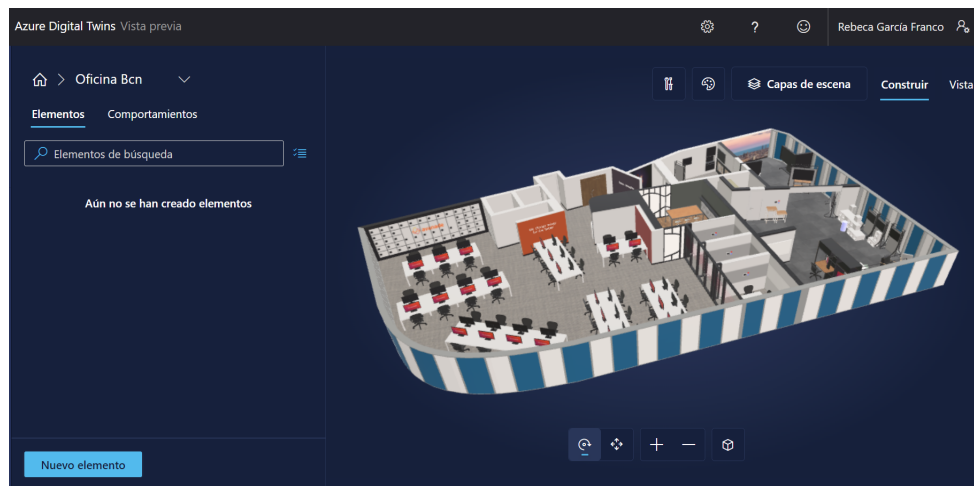 Azure Digital Twins Vista previa
?
Rebeca García Franco
> Oficina Bcn
Capas de escena
Construir
Vista
Elementos
Comportamientos
Elementos de búsqueda
Aún no se han creado elementos
Nuevo elemento